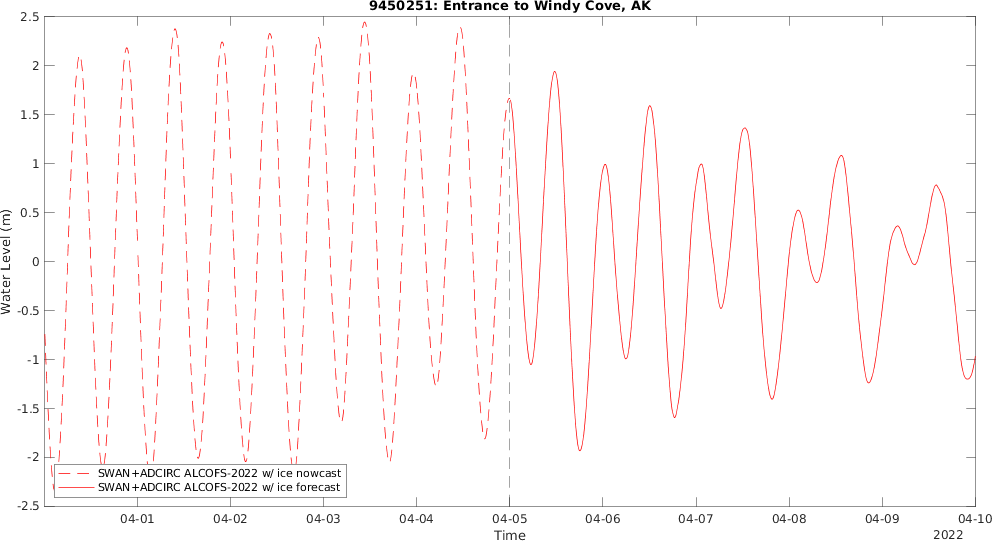 9450251: Entrance to Windy Cove, AK
2.5
2
1.5
1
0.5
0
-0.5
-1
-1.5
-2
-2.5
Water Level (m)
SWAN+ADCIRC ALCOFS-2022 w/ ice nowcast
SWAN+ADCIRC ALCOFS-2022 w/ ice forecast
04-01 04-02 04-03 04-04 04-05 04-06 04-07 04-08 04-09 04-10
Time
2022